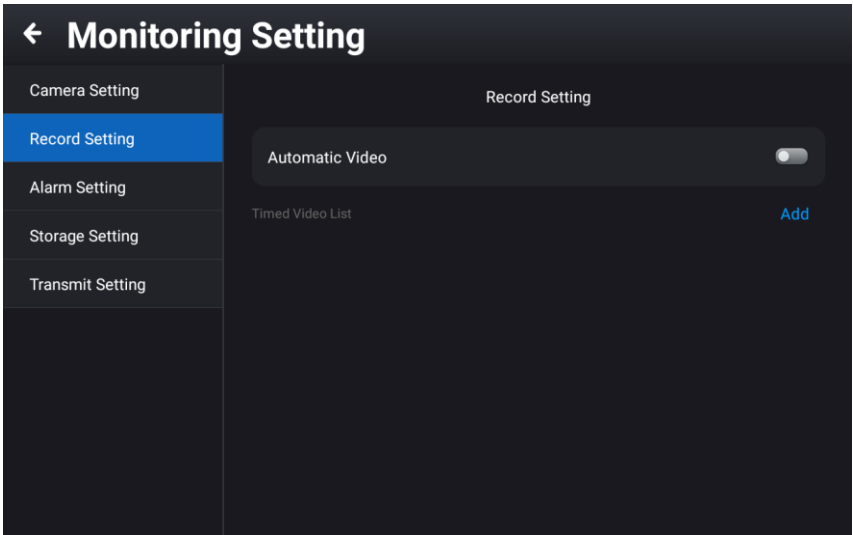 Monitoring Setting
Camera Setting
Record Setting
Alarm Setting
Storage Setting
Transmit Setting
Record Setting
Automatic Video
Timed Video List
Add